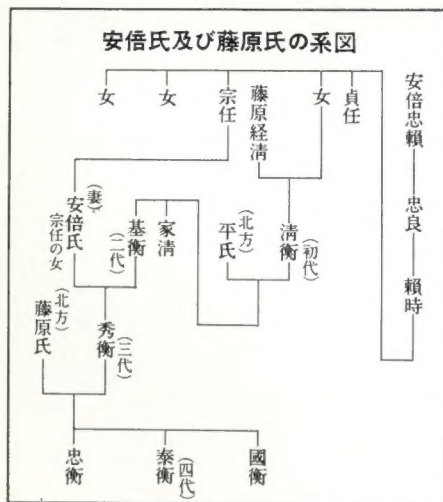 安倍氏及び藤原氏の系図
安倍忠頼
忠良
頼時
貞任
女
藤原経清
宗任
女
女
清衡
(初代)
平氏
(北方)
家清
基衡
(二代)
安倍氏
(妻)
宗任の女
秀衡
(三代)
藤原氏
(北方)
國衡
泰衡
(四代)
忠衡